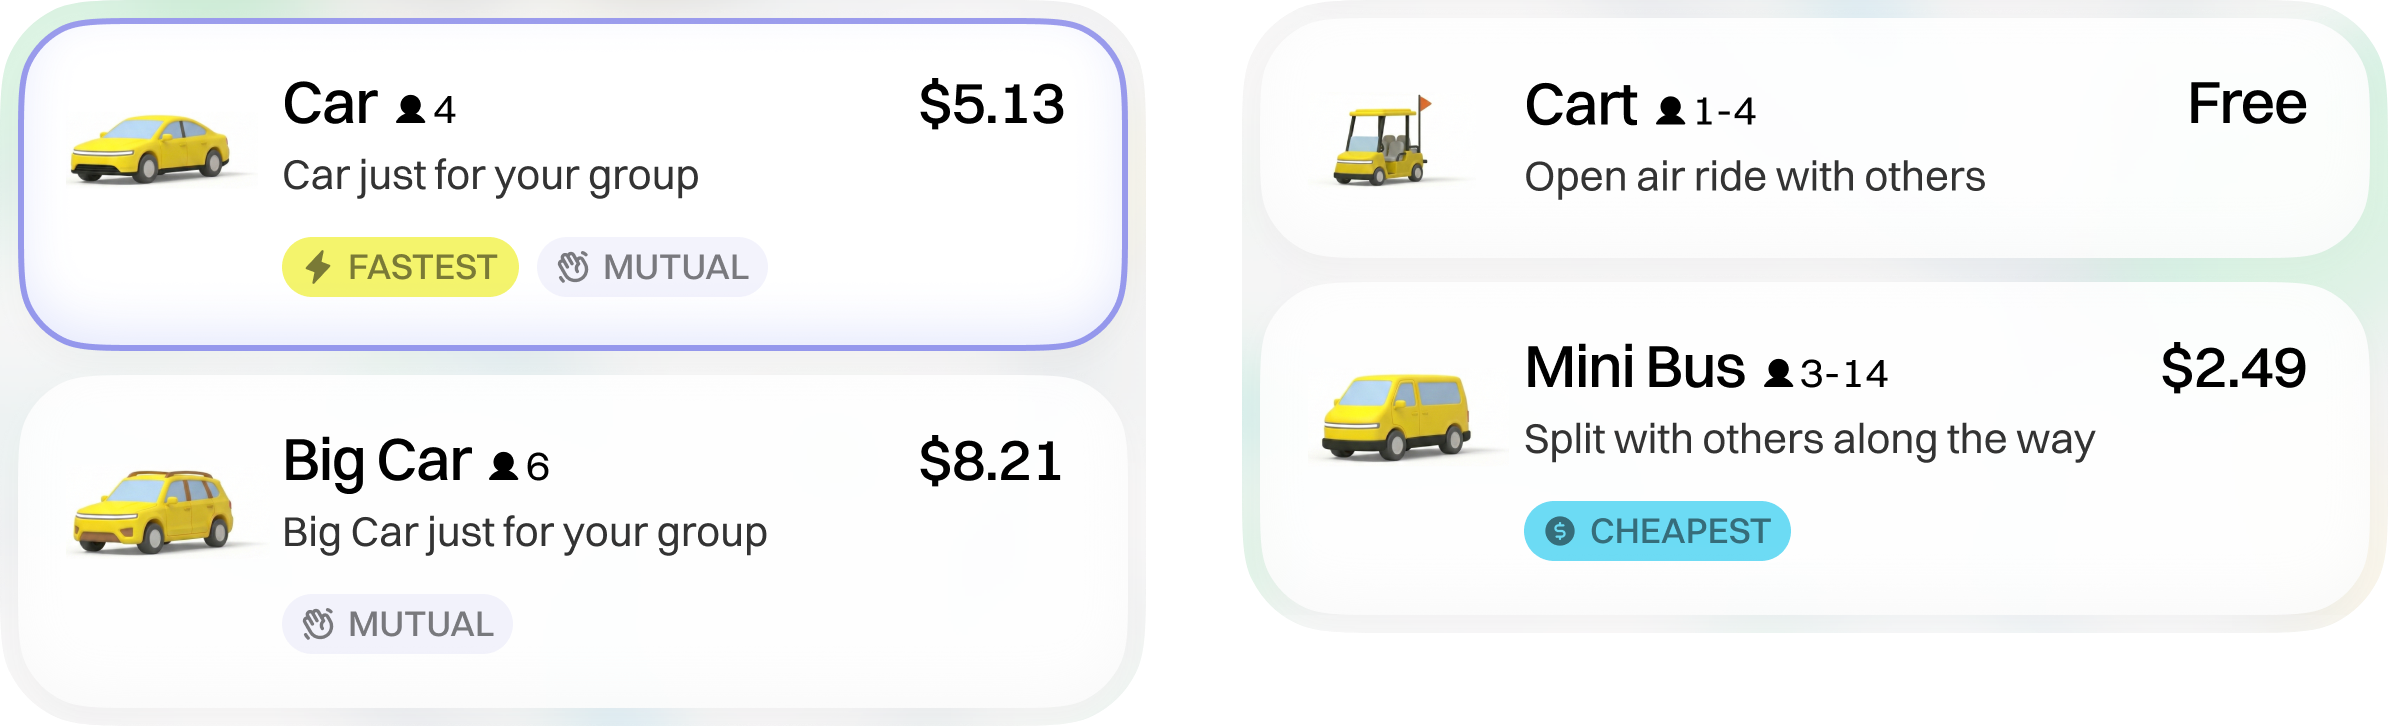 Car 4
$5.13
Car just for your group
FASTEST MUTUAL
Big Car 6
$8.21
Big Car just for your group
MUTUAL
Cart 1-4
Free
Open air ride with others
Mini Bus 3-14
$2.49
Split with others along the way
$ CHEAPEST